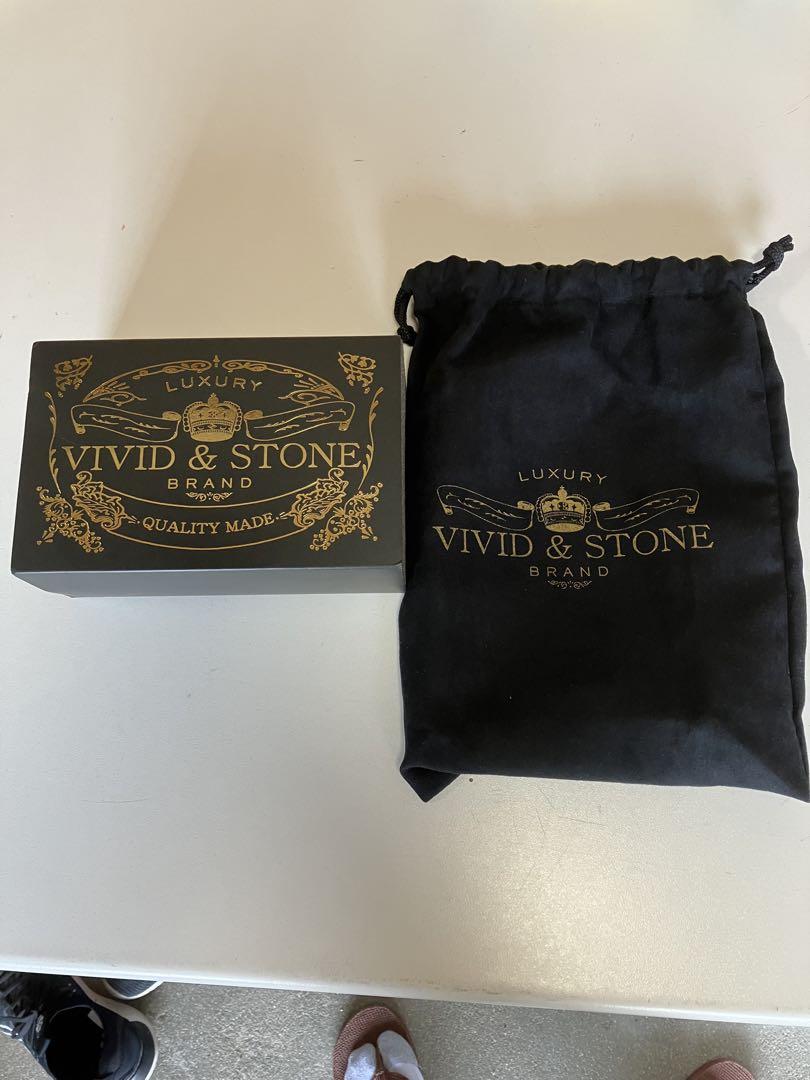 LUXURY
VIVID & STONE
BRAND
QUALITY MADE
LUXURY
VIVID & STONE
BRAND